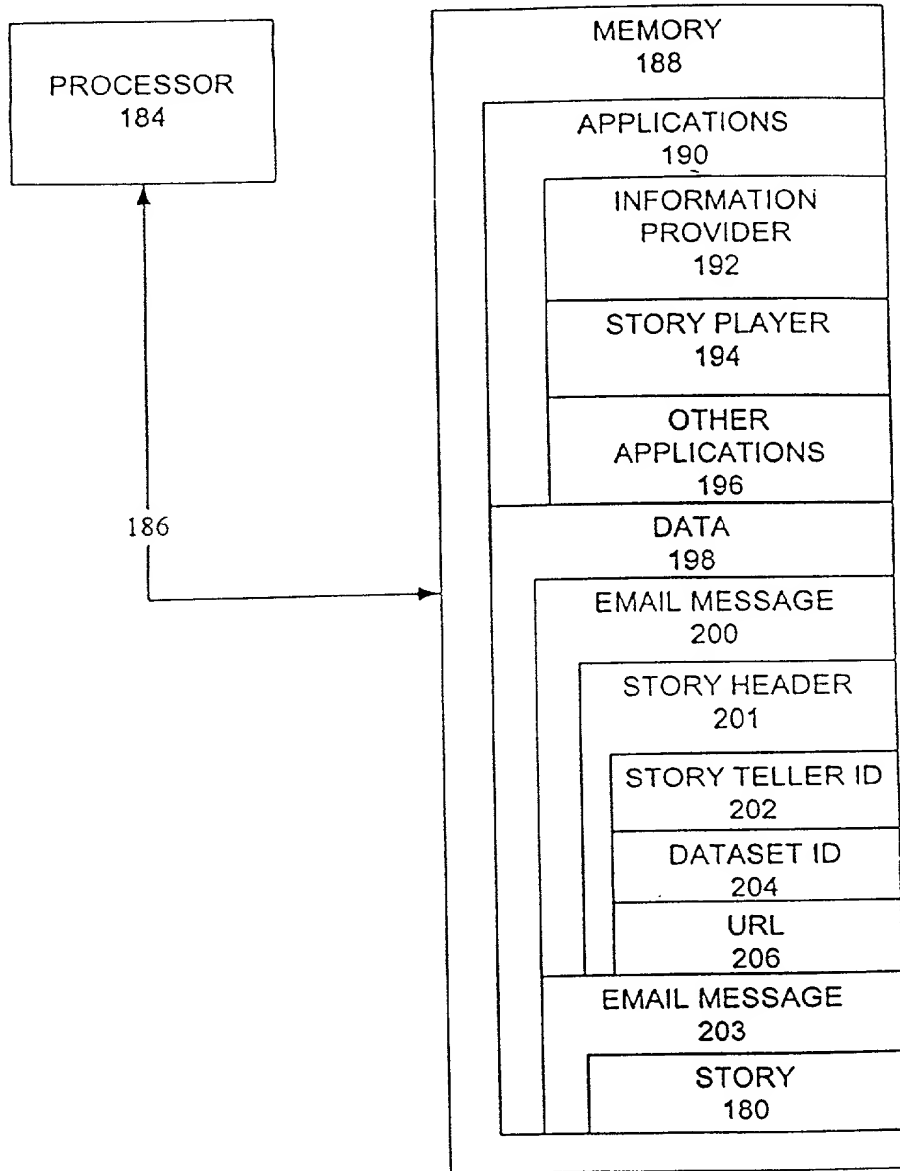 PROCESSOR
184
186
MEMORY
188
APPLICATIONS
190
INFORMATION
PROVIDER
192
STORY PLAYER
194
OTHER
APPLICATIONS
196
DATA
198
EMAIL MESSAGE
200
STORY HEADER
201
STORY TELLER ID
202
DATASET ID
204
URL
206
EMAIL MESSAGE
203
STORY
180